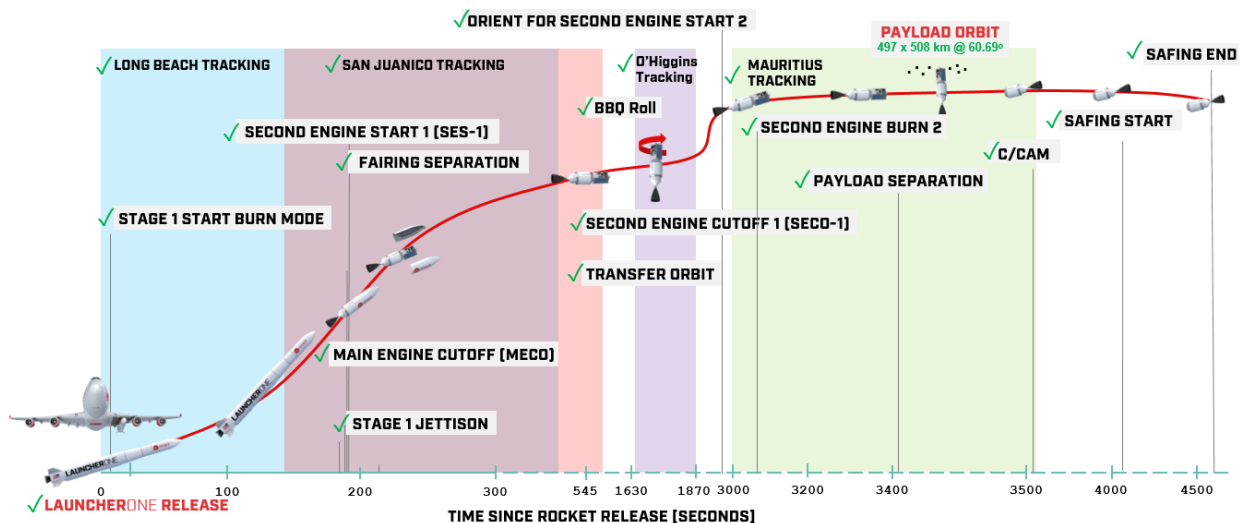 ✓ORIENT FOR SECOND ENGINE START 2
PAYLOAD ORBIT
497 x 508 km @ 60.69º
✓SAFING END
✓LONG BEACH TRACKING
✓SAN JUANICO TRACKING
✓O'Higgins
Tracking
✓MAURITIUS
TRACKING
✓BBQ Roll
✓SECOND ENGINE START 1 [SES-1]
✓SECOND ENGINE BURN 2
✓SAFING START
✓FAIRING SEPARATION
✓C/CAM
✓PAYLOAD SEPARATION
✓STAGE 1 START BURN MODE
✓SECOND ENGINE CUTOFF 1 [SECO-1]
✓TRANSFER ORBIT
✓MAIN ENGINE CUTOFF [MECO]
✓STAGE 1 JETTISON
LAUNCHERONE
LAUNCHERONE
0 100 200 300 545 1630 1870 3000 3200 3400 3500 4000 4500
✓LAUNCHERONE RELEASE
TIME SINCE ROCKET RELEASE [SECONDS]